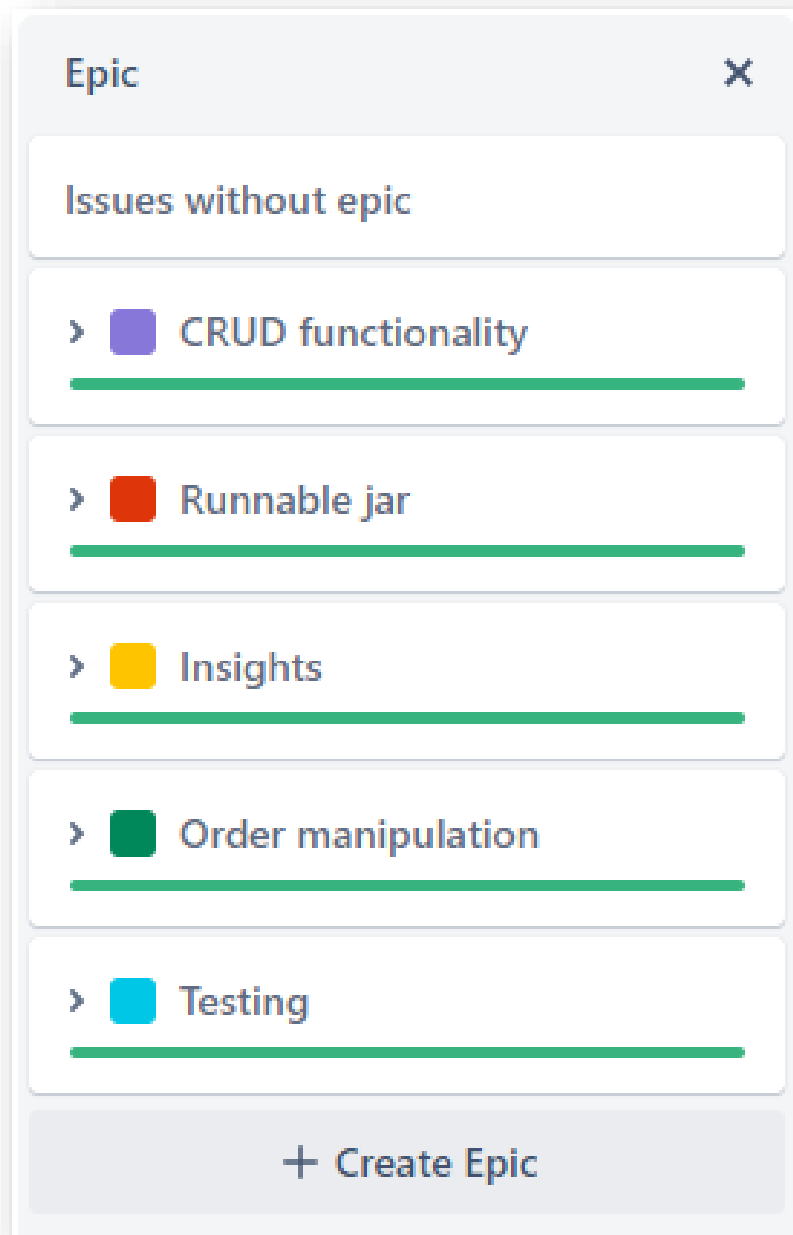 Epic
Issues without epic
CRUD functionality
Runnable jar
Insights
Order manipulation
Testing
+ Create Epic